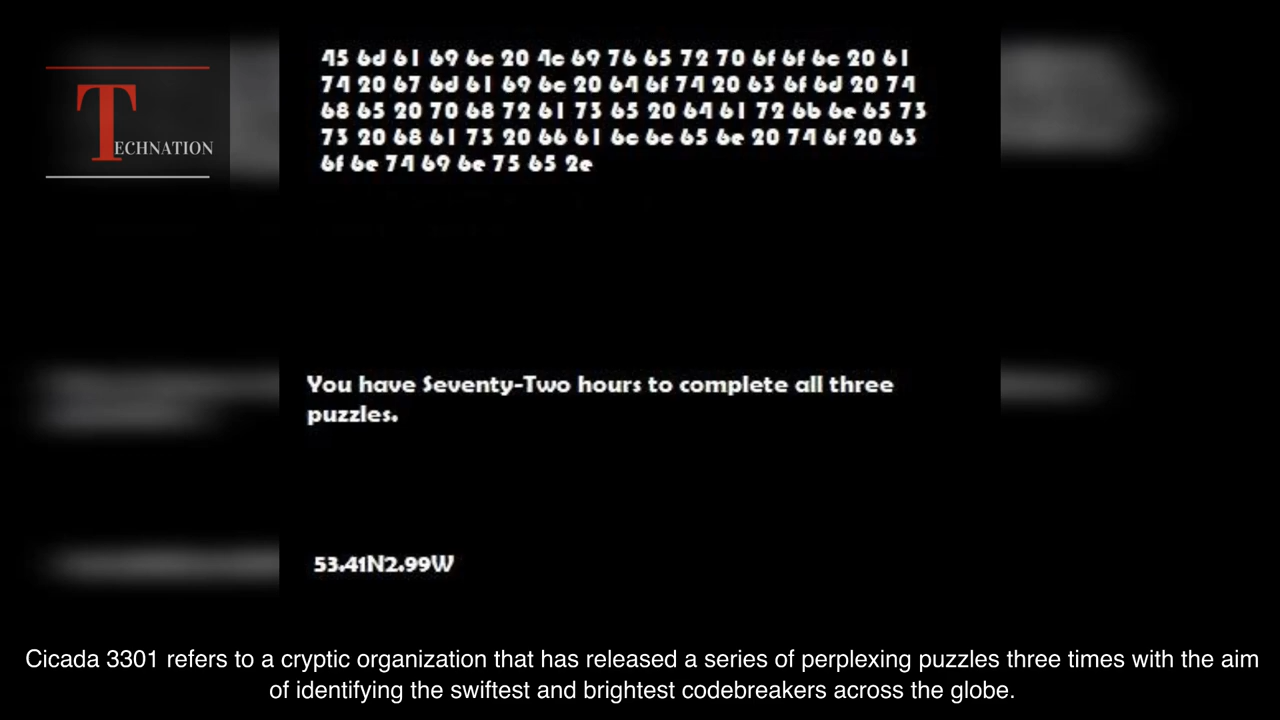 TECHNATION
45 6d 61 69 6c 20 4c 69 76 65 72 70 6f 6f 6c 20 61
74 20 67 6d 61 69 6c 20 64 6f 74 20 63 6f 6d 20 74
68 65 20 70 68 72 61 73 65 20 64 61 72 6b 6e 65 73
73 20 68 61 73 20 66 61 6c 6c 65 6e 20 74 6f 20 63
6f 6e 74 69 6e 75 65 2e
You have Seventy-Two hours to complete all three
puzzles.
53.41N2.99W
Cicada 3301 refers to a cryptic organization that has released a series of perplexing puzzles three times with the aim
of identifying the swiftest and brightest codebreakers across the globe.